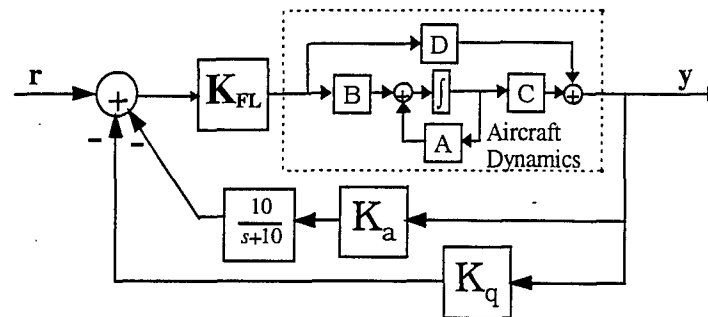 D
r
y
+
K_FL
B
+
∫
C
+
A
Aircraft
Dynamics
− −
10
s+10
K_a
K_q